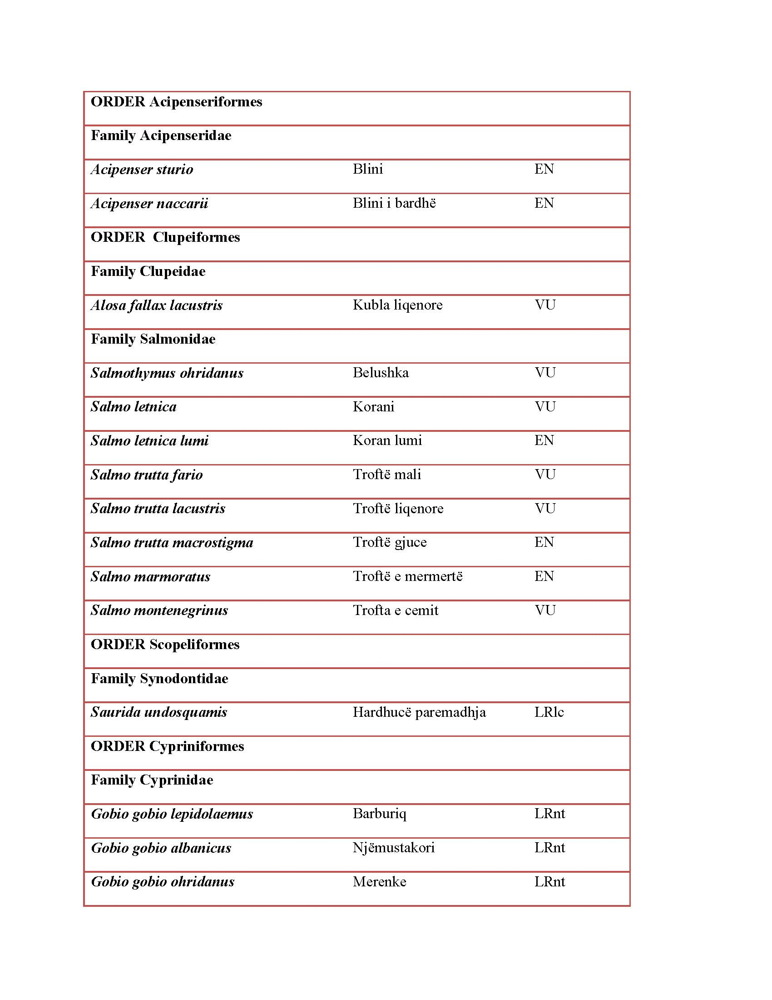 ORDER Acipenseriformes
Family Acipenseridae
Acipenser sturio Blini EN
Acipenser naccarii Blini i bardhë EN
ORDER  Clupeiformes
Family Clupeidae
Alosa fallax lacustris Kubla liqenore VU
Family Salmonidae
Salmothymus ohridanus Belushka VU
Salmo letnica Korani VU
Salmo letnica lumi Koran lumi EN
Salmo trutta fario Troftë mali VU
Salmo trutta lacustris Troftë liqenore VU
Salmo trutta macrostigma Troftë gjuce EN
Salmo marmoratus Troftë e mermertë EN
Salmo montenegrinus Trofta e cemit VU
ORDER Scopeliformes
Family Synodontidae
Saurida undosquamis Hardhucë paremadhja LRlc
ORDER Cypriniformes
Family Cyprinidae
Gobio gobio lepidolaemus Barburiq LRnt
Gobio gobio albanicus Njëmustakori LRnt
Gobio gobio ohridanus Merenke LRnt